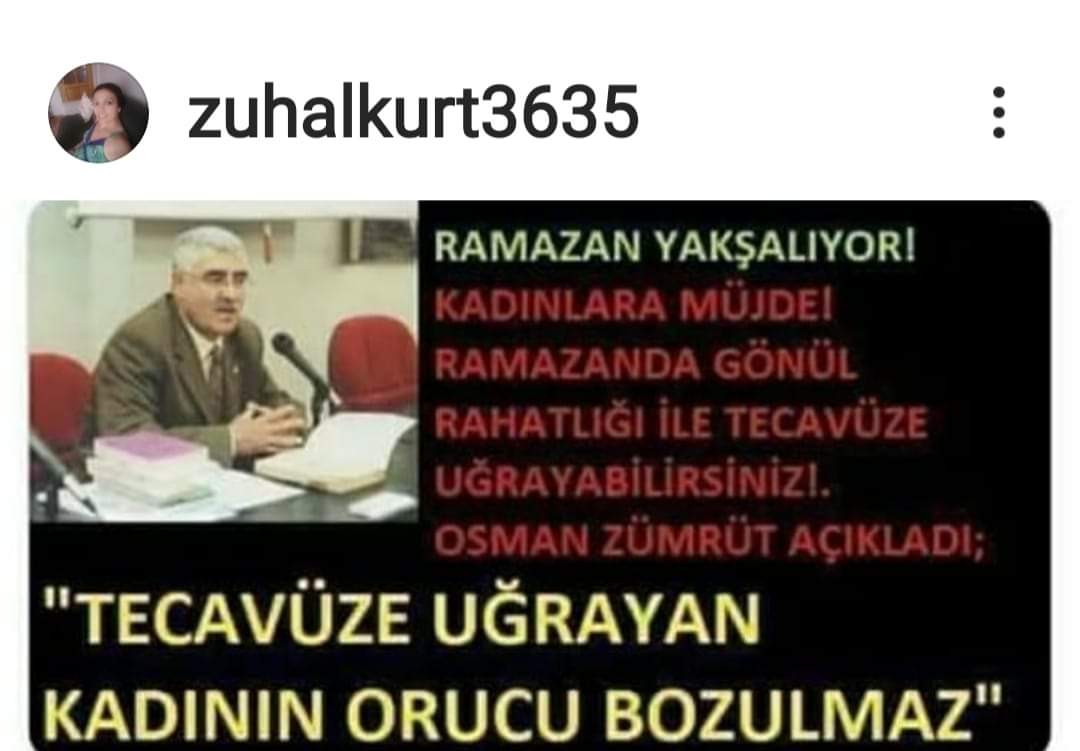 zuhalkurt3635
RAMAZAN YAKŞALIYOR!
KADINLARA MÜJDE!
RAMAZANDA GÖNÜL
RAHATLIĞI İLE TECAVÜZE
UĞRAYABİLİRSİNİZ!.
OSMAN ZÜMRÜT AÇIKLADI;
"TECAVÜZE UĞRAYAN
KADININ ORUCU BOZULMAZ"